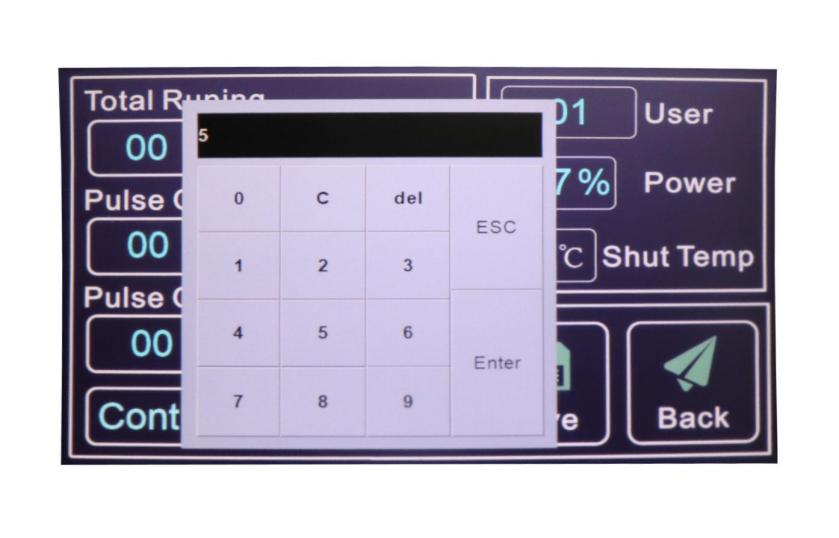 Total Runing
01 User
00
5
7% Power
0 C del
Pulse
ESC
00
℃ Shut Temp
1 2 3
Pulse
4 5 6
00
Enter
7 8 9
Cont
Back